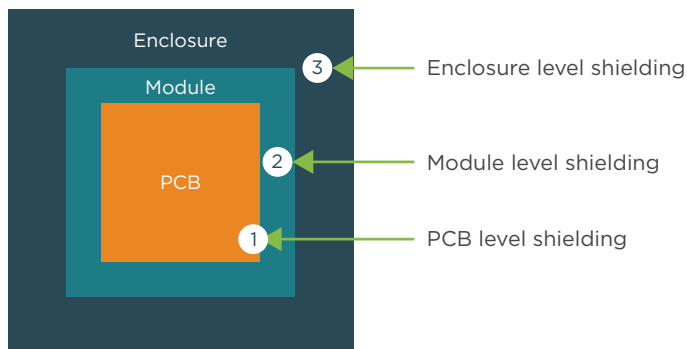 Enclosure
3
Enclosure level shielding
Module
2
Module level shielding
PCB
1
PCB level shielding